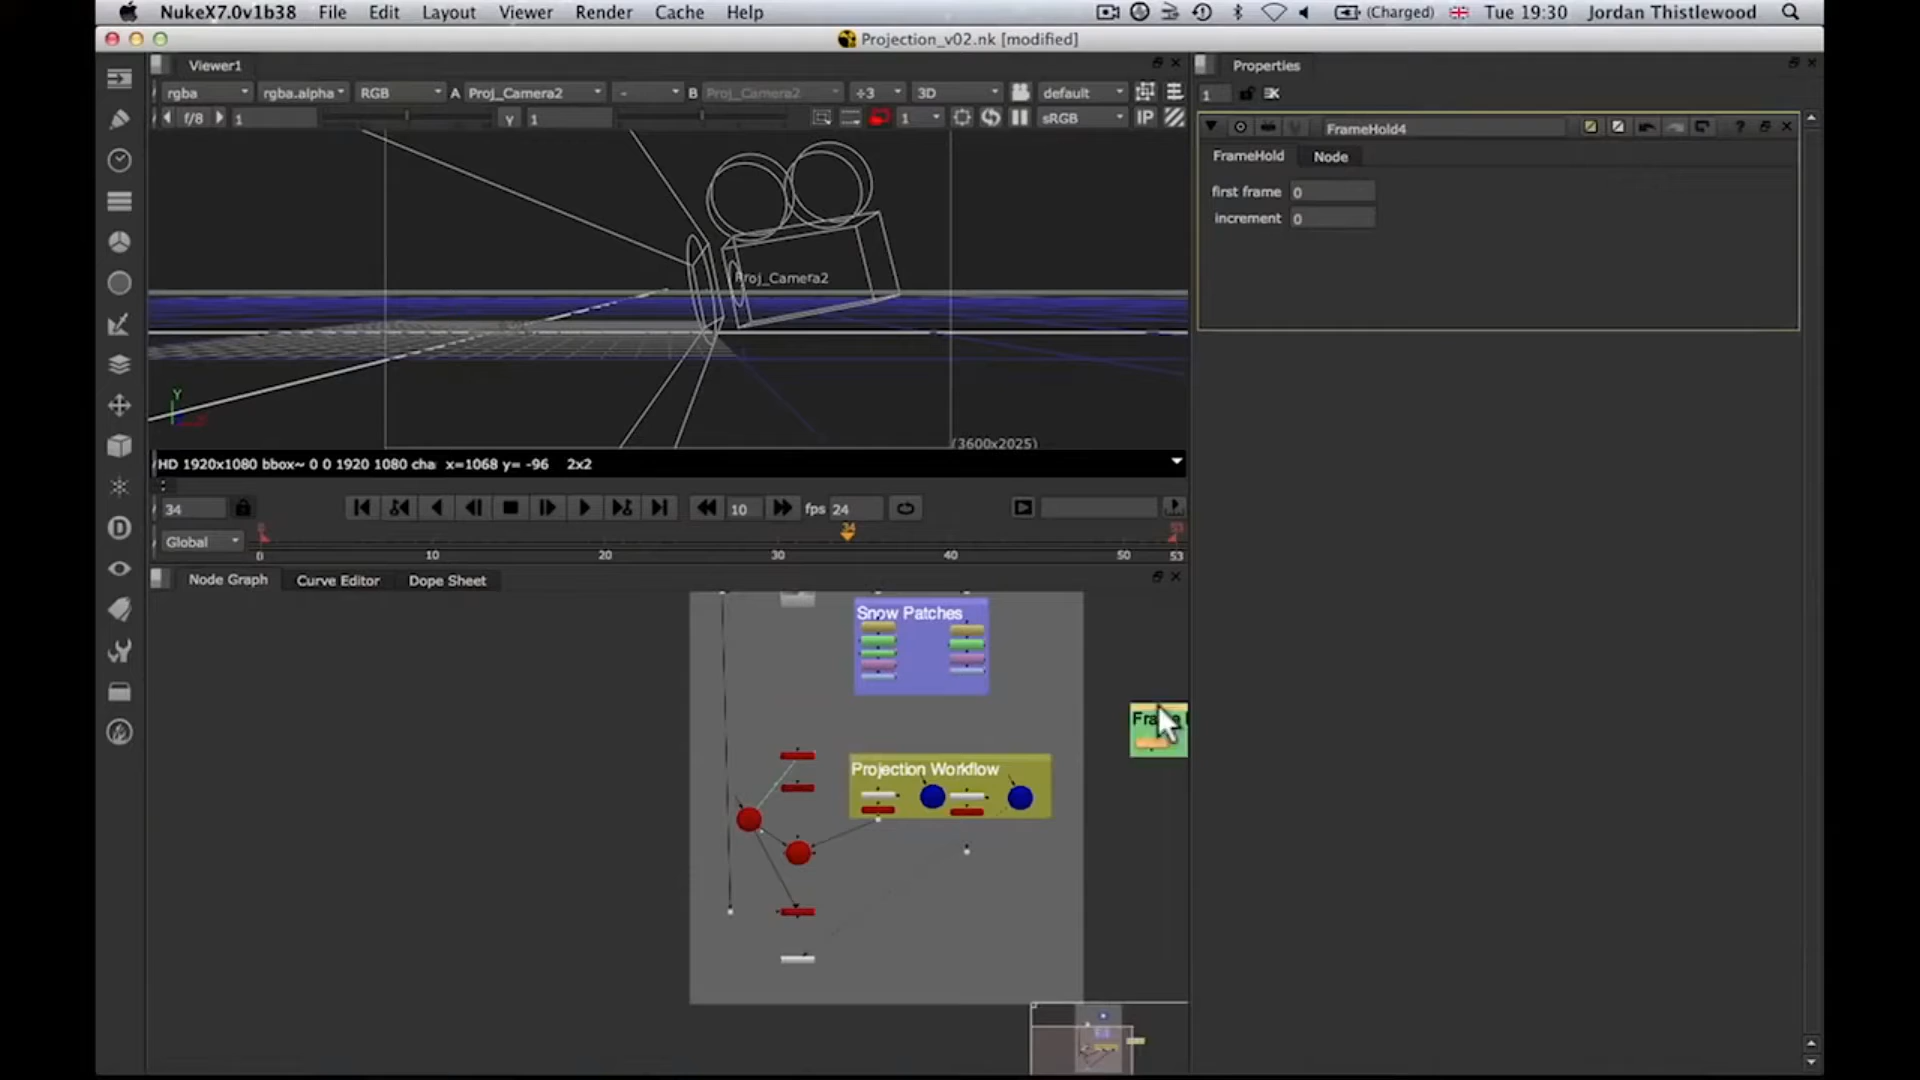 NukeX7.0v1b38 File Edit Layout Viewer Render Cache Help (Charged) Tue 19:30 Jordan Thistlewood
Projection_v02.nk [modified]
Viewer1
rgba rgba.alpha RGB A Proj_Camera2 - B Proj_Camera2 ÷3 3D default
f/8 1 y 1 1 sRGB IP
Proj_Camera2
Y
(3600x2025)
HD 1920x1080 bbox~ 0 0 1920 1080 cha x=1068 y= -96 2x2
34 10 fps 24
Global 0 34 53
0 10 20 30 40 50 53
Node Graph Curve Editor Dope Sheet
Snow Patches
Projection Workflow
Properties
1
FrameHold4
FrameHold Node
first frame 0
increment 0